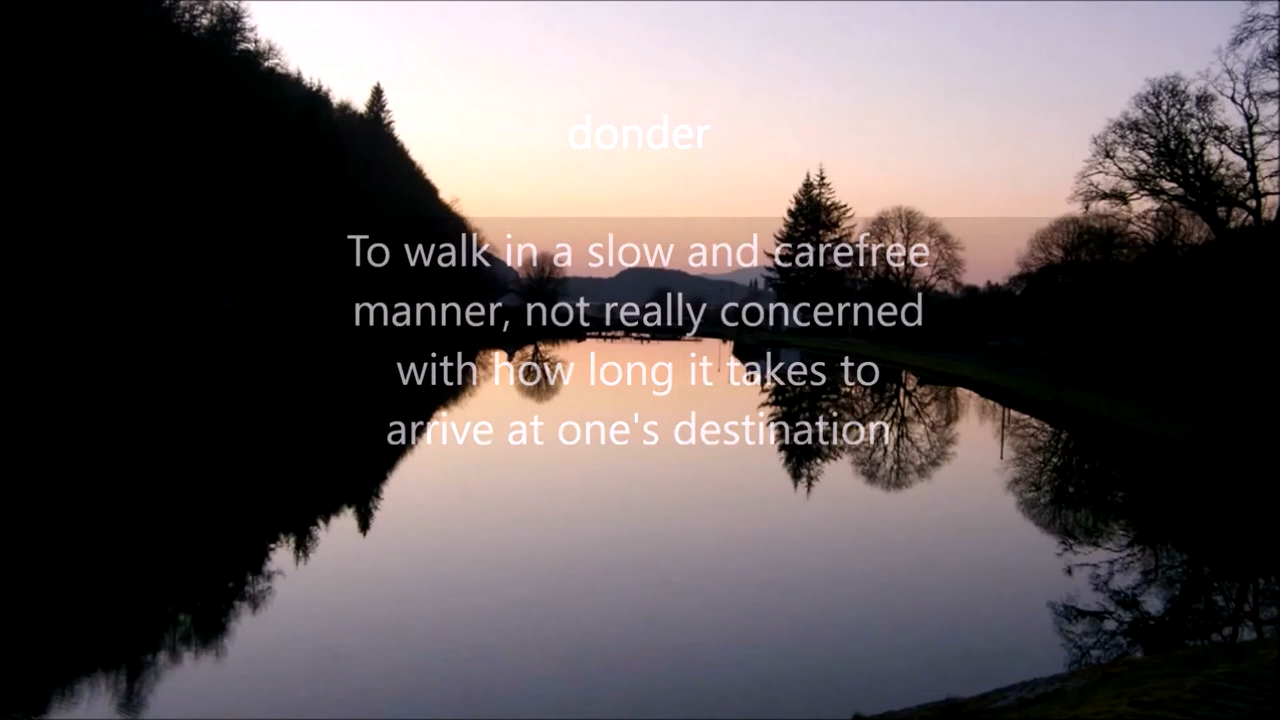 donder
To walk in a slow and carefree
manner, not really concerned
with how long it takes to
arrive at one's destination